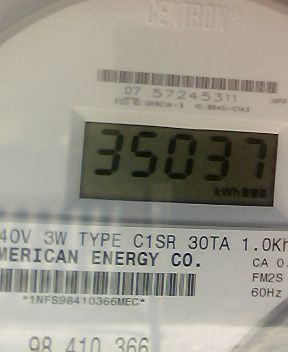 CENTRON®
07 57245311
35037
kWh
40V 3W TYPE C1SR 30TA 1.0Kh
MERICAN ENERGY CO.
CA 0.
FM2S
*1NFS98410366MEC*
60Hz
98 410 366